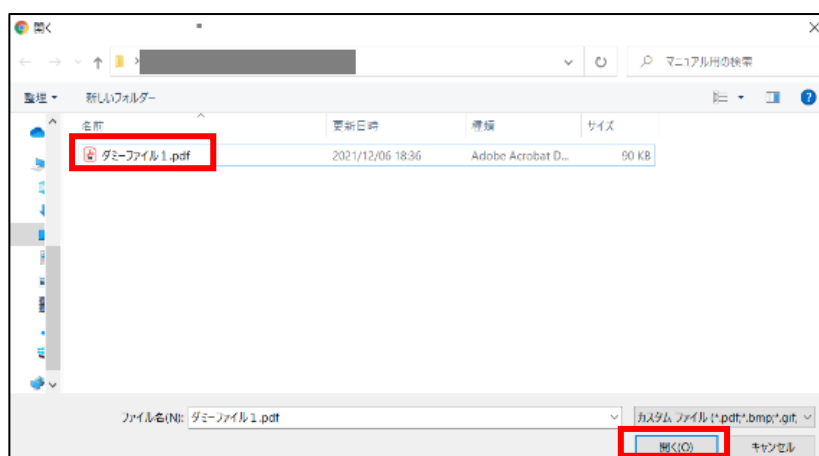 開く
マニュアル用の検索
整理 新しいフォルダー
名前 更新日時 種類 サイズ
ダミーファイル1.pdf 2021/12/06 18:36 Adobe Acrobat D... 90 KB
ファイル名(N): ダミーファイル1.pdf カスタム ファイル (*.pdf;*.bmp;*.gif;
開く(O) キャンセル